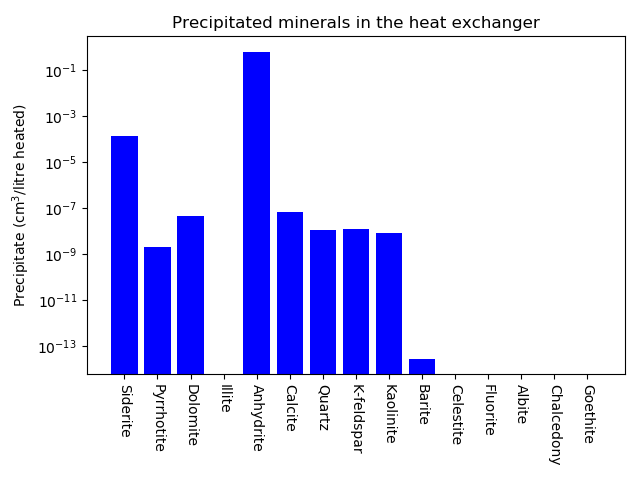 Precipitated minerals in the heat exchanger
Precipitate (cm³/litre heated)
10⁻¹
10⁻³
10⁻⁵
10⁻⁷
10⁻⁹
10⁻¹¹
10⁻¹³
Siderite
Pyrrhotite
Dolomite
Illite
Anhydrite
Calcite
Quartz
K-feldspar
Kaolinite
Barite
Celestite
Fluorite
Albite
Chalcedony
Goethite